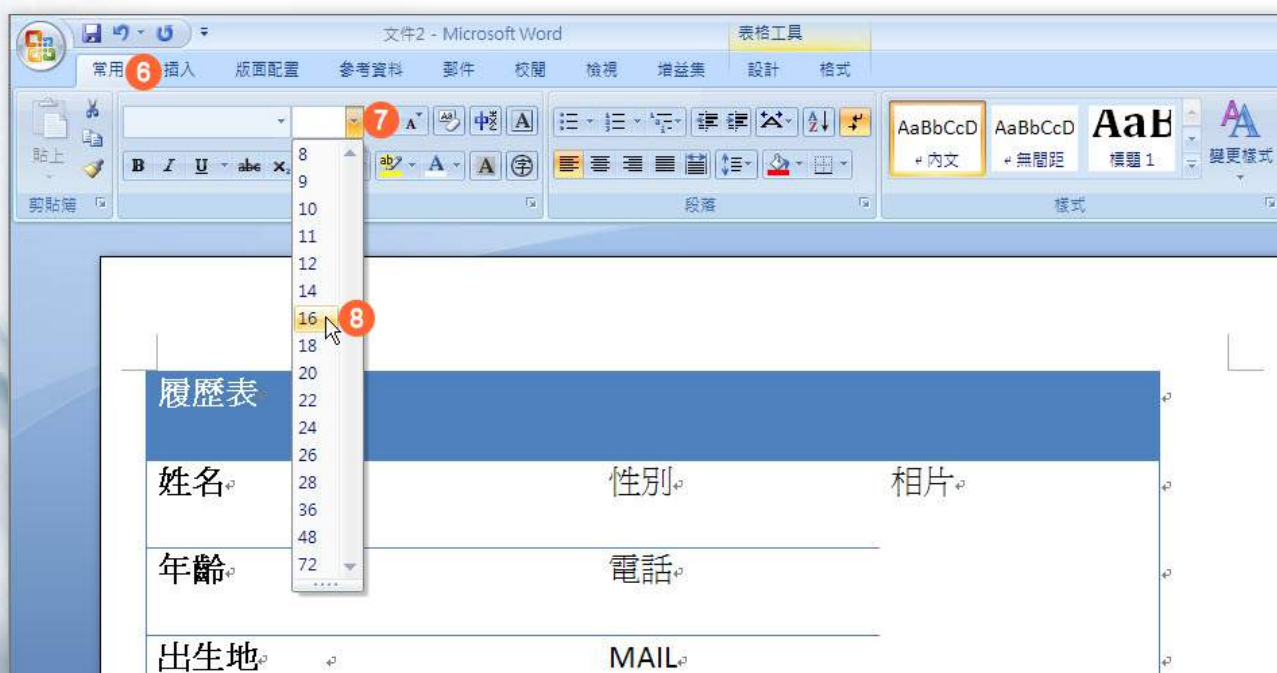 文件2 - Microsoft Word 表格工具
常用 6 插入 版面配置 參考資料 郵件 校閱 檢視 增益集 設計 格式
7 A 中 A AaBbCcD AaBbCcD AaB
貼上 B I U abc X ab A A 字 內文 無間距 標題 1 變更樣式
剪貼簿 段落 樣式
8
9
10
11
12
14
16 8
18
20
22
24
26
28
36
48
72
履歷表
姓名 性別 相片
年齡 電話
出生地 MAIL